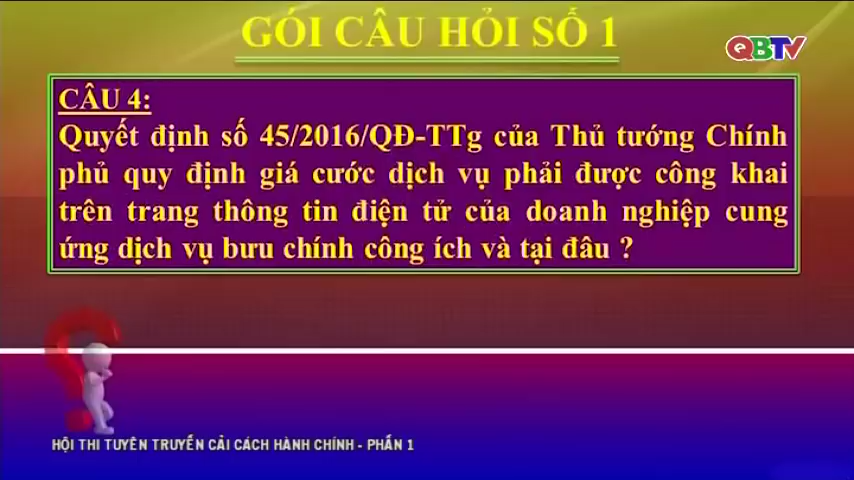 GÓI CÂU HỎI SỐ 1
QBTV
CÂU 4:
Quyết định số 45/2016/QĐ-TTg của Thủ tướng Chính
phủ quy định giá cước dịch vụ phải được công khai
trên trang thông tin điện tử của doanh nghiệp cung
ứng dịch vụ bưu chính công ích và tại đâu ?
HỘI THI TUYÊN TRUYỀN CẢI CÁCH HÀNH CHÍNH - PHẦN 1